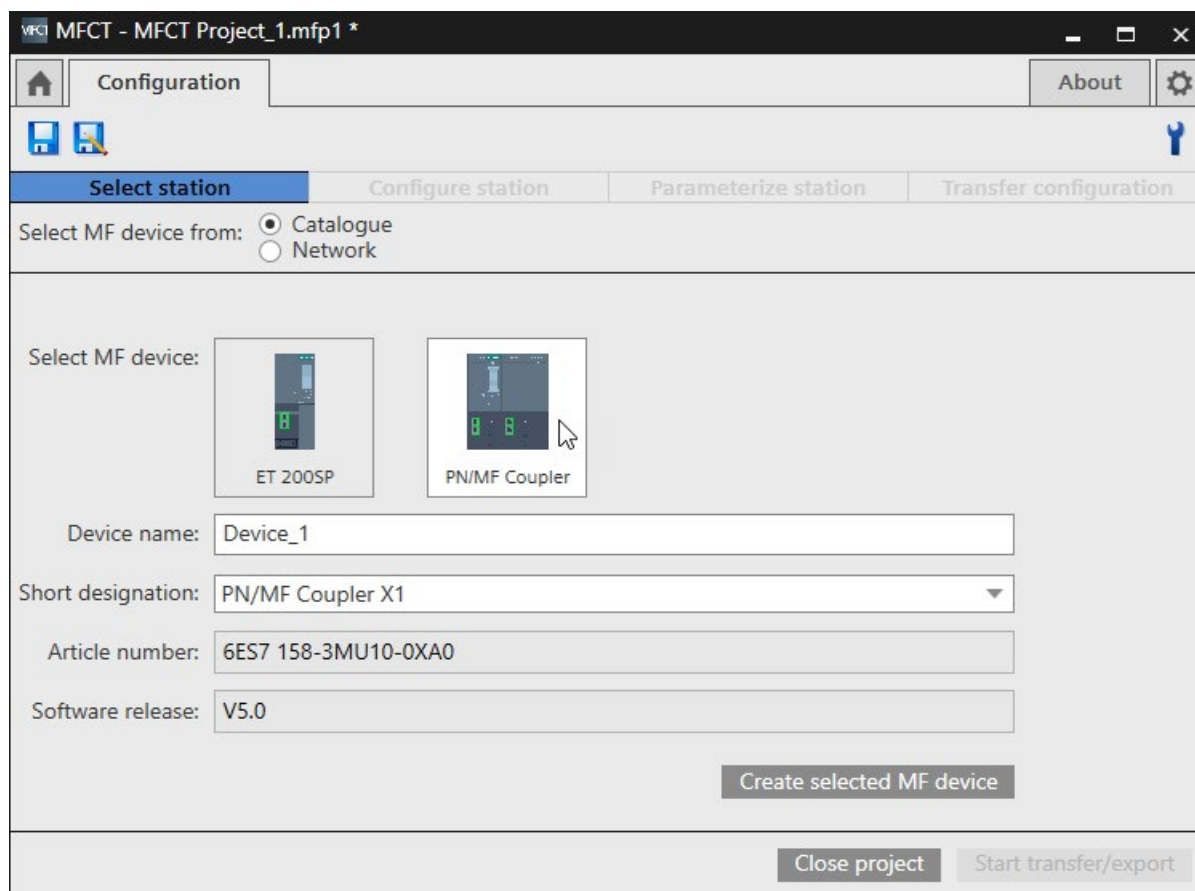 MFCT - MFCT Project_1.mfp1 *
Configuration
About
Select station
Configure station
Parameterize station
Transfer configuration
Select MF device from:
Catalogue
Network
Select MF device:
ET 200SP
PN/MF Coupler
Device name:
Device_1
Short designation:
PN/MF Coupler X1
Article number:
6ES7 158-3MU10-0XA0
Software release:
V5.0
Create selected MF device
Close project
Start transfer/export